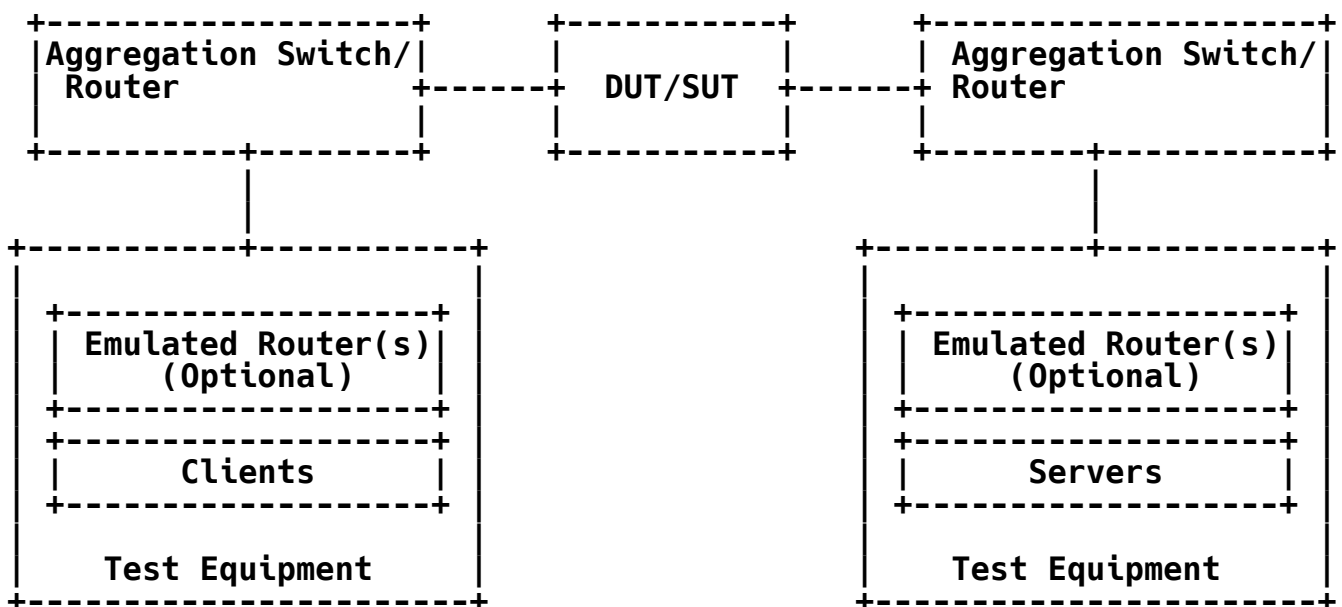 Aggregation Switch/
Router
DUT/SUT
Aggregation Switch/
Router
Emulated Router(s)
(Optional)
Clients
Test Equipment
Emulated Router(s)
(Optional)
Servers
Test Equipment